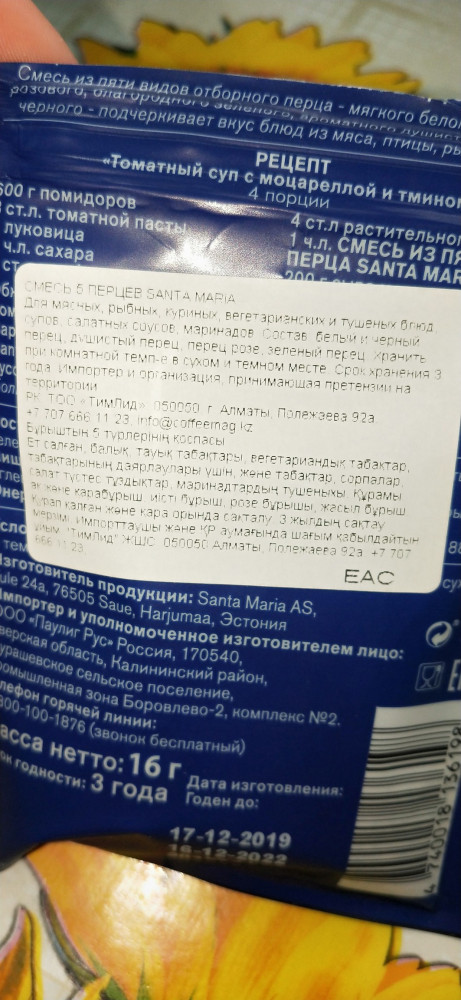 Смесь из пяти видов отборного перца - мягкого бело
розового, благородного зеленого, ароматного душист
черного - подчеркивает вкус блюд из мяса, птицы, ры
РЕЦЕПТ
«Томатный суп с моцареллой и тмином
4 порции
600 г помидоров
ст.л. томатной пасты
луковица
ч.л. сахара
4 ст.л растительног
1 ч.л. СМЕСЬ ИЗ ПЯ
ПЕРЦА SANTA MAR
СМЕСЬ 5 ПЕРЦЕВ SANTA MARIA
Для мясных, рыбных, куриных, вегетарианских и тушеных блюд,
супов, салатных соусов, маринадов. Состав: белый и черный
перец, душистый перец, перец розе, зеленый перец. Хранить
при комнатной темп-е в сухом и темном месте. Срок хранения 3
года. Импортер и организация, принимающая претензии на
территории
РК: ТОО «ТимЛид» 050050 г. Алматы, Полежаева 92а
+7 707 666 11 23, info@coffeemag.kz
Бұрыштың 5 түрлерінің қоспасы
Ет салған, балық, тауық табақтары, вегетариандық табақтар,
табақтарының даярлаулары үшін, және табақтар, сорпалар,
салат түстес тұздықтар, маринадтардың тушеныхы. Құрамы:
ақ және қарабұрыш, иісті бұрыш, розе бұрышы, жасыл бұрыш
Құрап қалған және қара орында сақталу. 3 жылдың сақтау
мерзімі. Импорттаушы және ҚР аумағында шағым қабылдайтын
ұйым: "ТимЛид" ЖШС. 050050 Алматы, Полежаева 92а, +7 707
666 11 23
EAC
Изготовитель продукции: Santa Maria AS,
ule 24a, 76505 Saue, Harjumaa, Эстония
Импортер и уполномоченное изготовителем лицо:
ООО «Паулиг Рус» Россия, 170540,
верская область, Калининский район,
урашевское сельское поселение,
ромышленная зона Боровлево-2, комплекс №2.
лефон горячей линии:
800-100-1876 (звонок бесплатный)
асса нетто: 16 г
ок годности: 3 года
Дата изготовления:
Годен до:
17-12-2019
16-12-2022